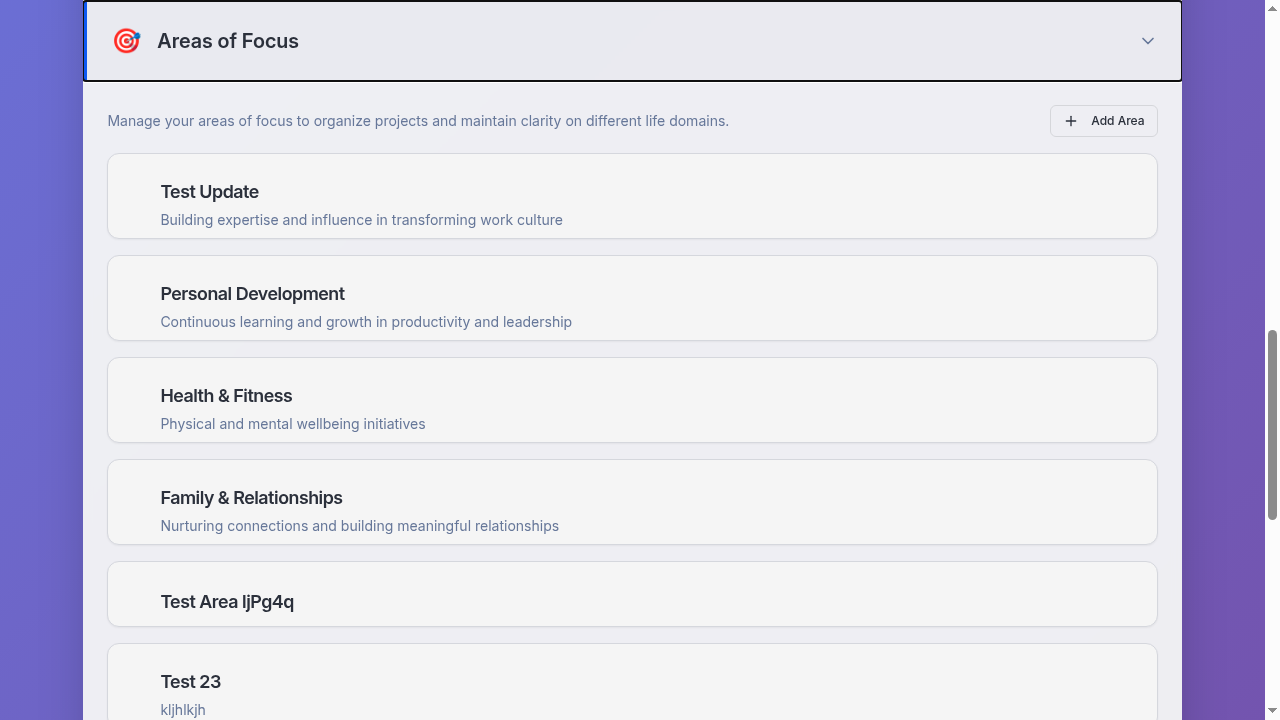 Areas of Focus
Manage your areas of focus to organize projects and maintain clarity on different life domains.
Add Area
Test Update
Building expertise and influence in transforming work culture
Personal Development
Continuous learning and growth in productivity and leadership
Health & Fitness
Physical and mental wellbeing initiatives
Family & Relationships
Nurturing connections and building meaningful relationships
Test Area ljPg4q
Test 23
kljhlkjh